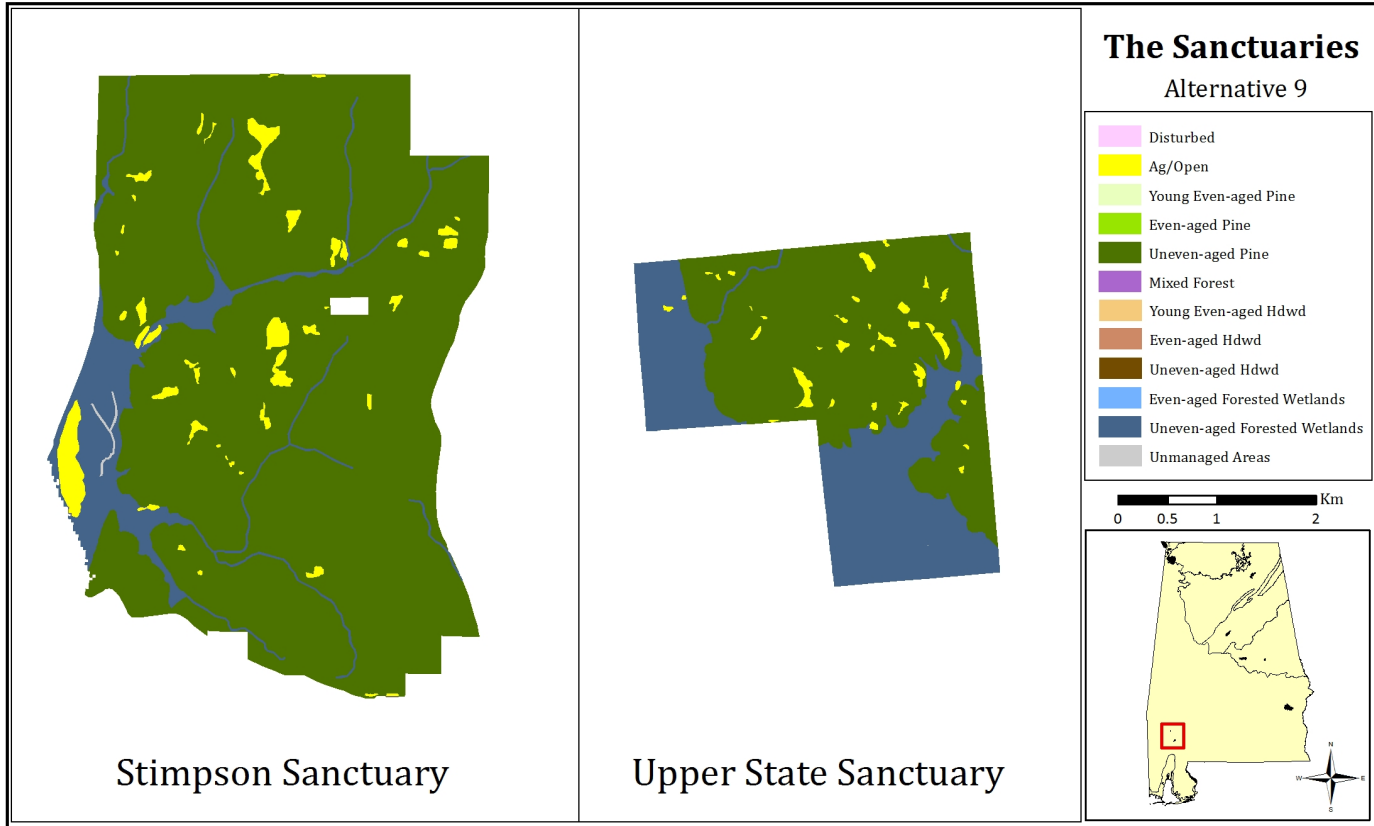 The Sanctuaries
Alternative 9
Disturbed
Ag/Open
Young Even-aged Pine
Even-aged Pine
Uneven-aged Pine
Mixed Forest
Young Even-aged Hdwd
Even-aged Hdwd
Uneven-aged Hdwd
Even-aged Forested Wetlands
Uneven-aged Forested Wetlands
Unmanaged Areas
Km
0 0.5 1 2
N
W E
S
Stimpson Sanctuary
Upper State Sanctuary